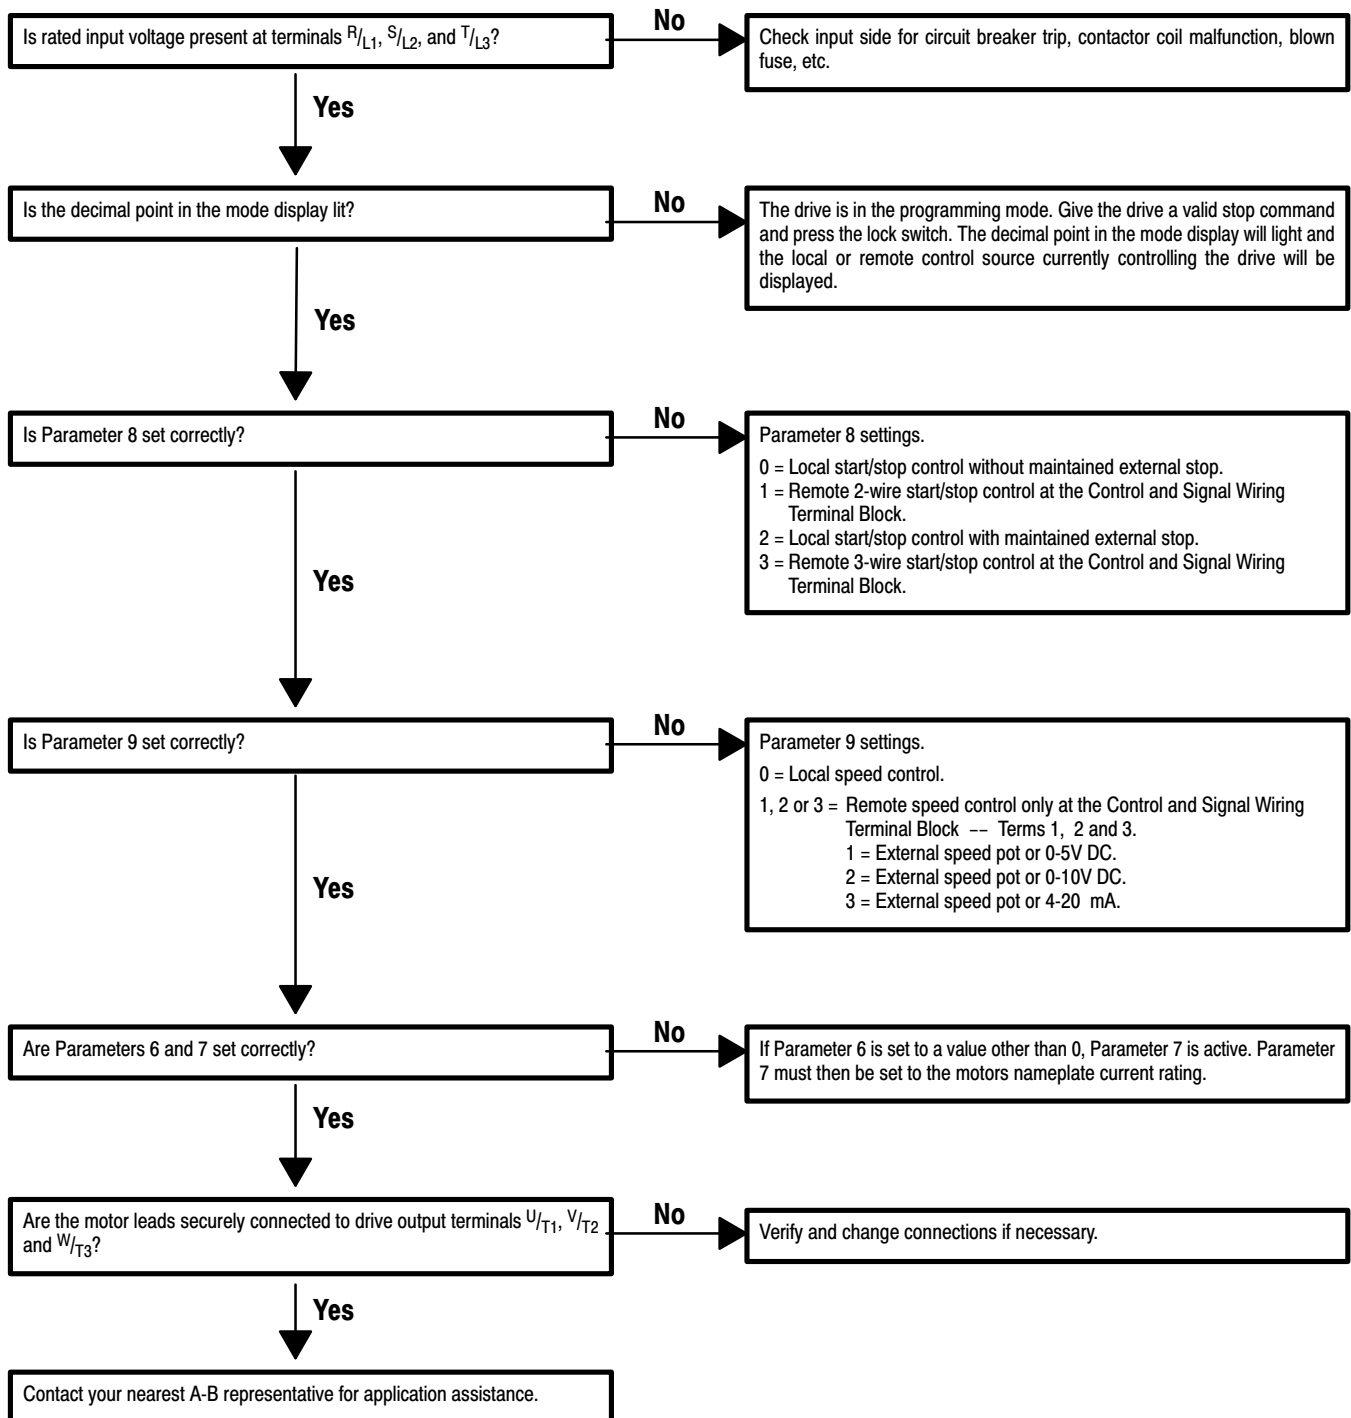 Is rated input voltage present at terminals R/L1, S/L2, and T/L3?
No
Check input side for circuit breaker trip, contactor coil malfunction, blown
fuse, etc.
Yes
Is the decimal point in the mode display lit?
No
The drive is in the programming mode. Give the drive a valid stop command
and press the lock switch. The decimal point in the mode display will light and
the local or remote control source currently controlling the drive will be
displayed.
Yes
Is Parameter 8 set correctly?
No
Parameter 8 settings.
0 = Local start/stop control without maintained external stop.
1 = Remote 2-wire start/stop control at the Control and Signal Wiring
Terminal Block.
2 = Local start/stop control with maintained external stop.
3 = Remote 3-wire start/stop control at the Control and Signal Wiring
Terminal Block.
Yes
Is Parameter 9 set correctly?
No
Parameter 9 settings.
0 = Local speed control.
1, 2 or 3 = Remote speed control only at the Control and Signal Wiring
Terminal Block –– Terms 1, 2 and 3.
1 = External speed pot or 0-5V DC.
2 = External speed pot or 0-10V DC.
3 = External speed pot or 4-20 mA.
Yes
Are Parameters 6 and 7 set correctly?
No
If Parameter 6 is set to a value other than 0, Parameter 7 is active. Parameter
7 must then be set to the motors nameplate current rating.
Yes
Are the motor leads securely connected to drive output terminals U/T1, V/T2
and W/T3?
No
Verify and change connections if necessary.
Yes
Contact your nearest A-B representative for application assistance.